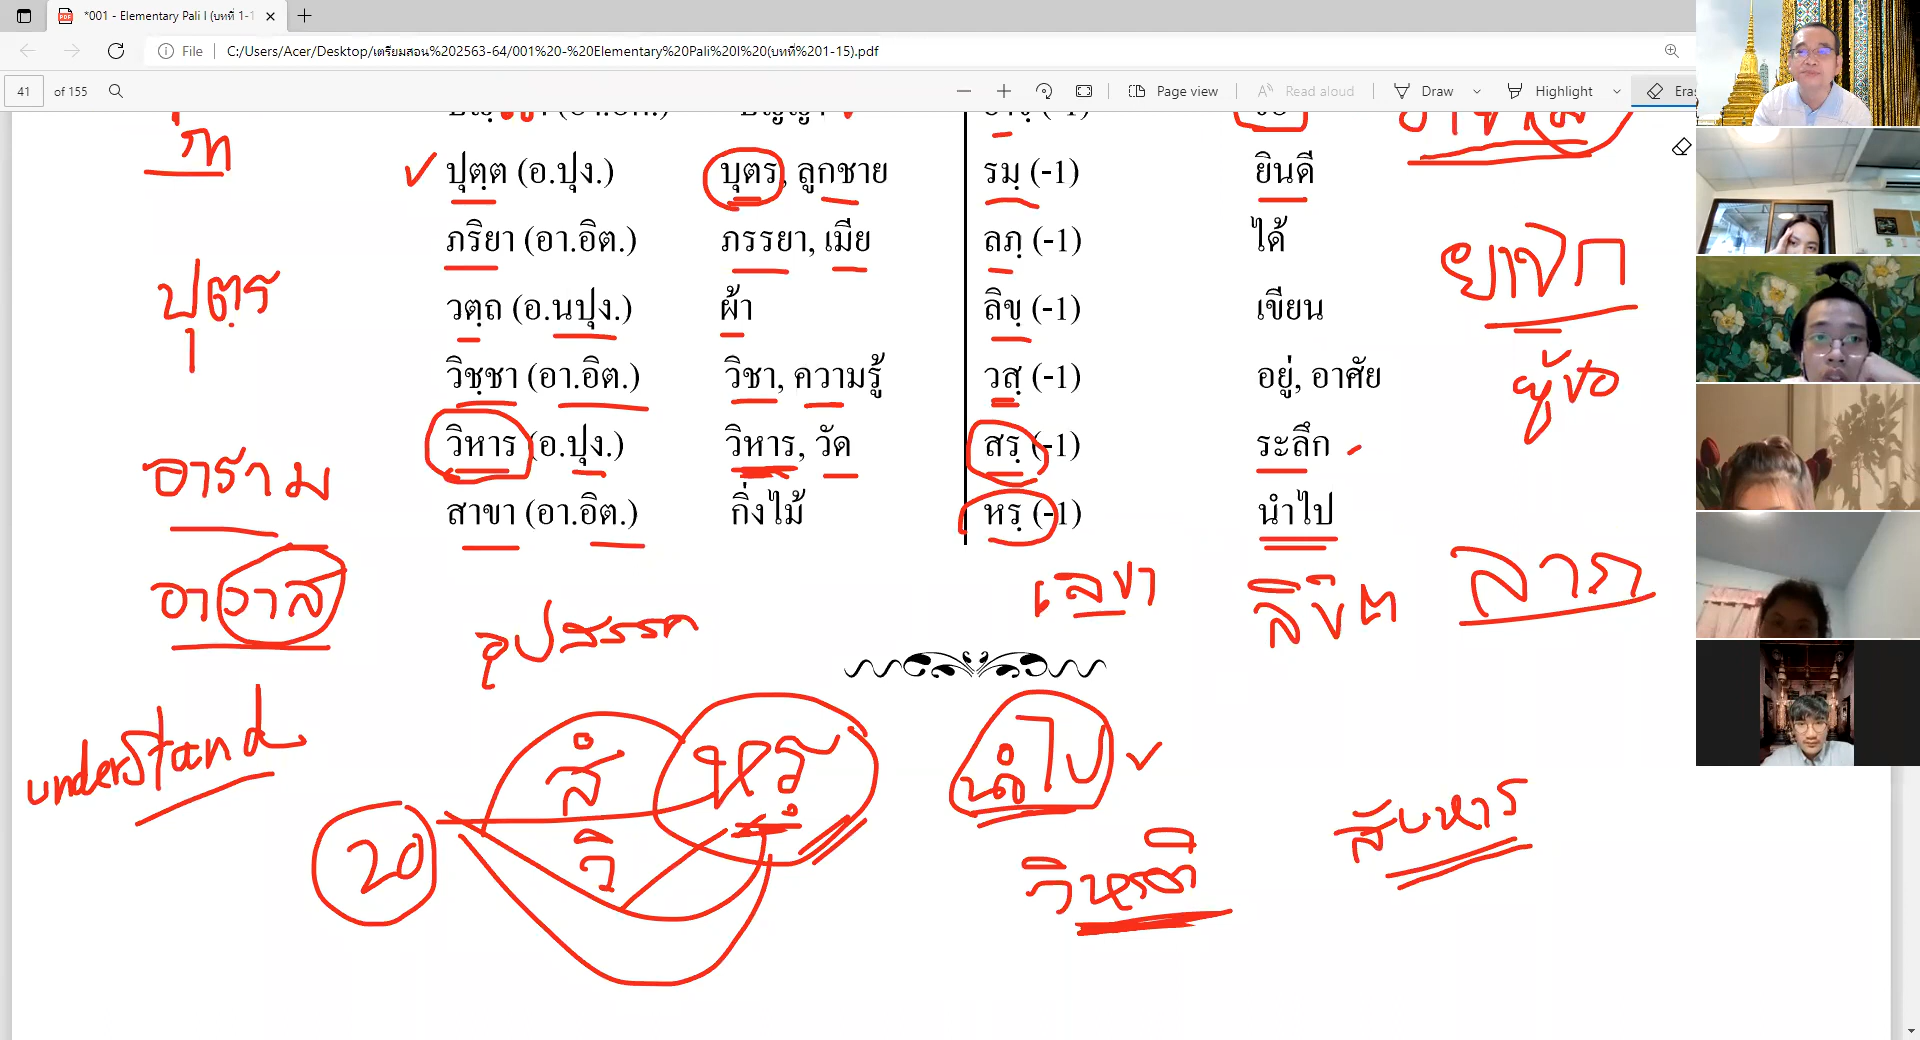 *001 - Elementary Pali I (บทที่ 1-1
File C:/Users/Acer/Desktop/เตรียมสอน%202563-64/001%20-%20Elementary%20Pali%20I%20(บทที่%201-15).pdf
41 of 155 Page view Read aloud Draw Highlight Eras
ปุตฺต (อ.ปุง.) บุตร, ลูกชาย รมฺ (-1) ยินดี
ภริยา (อา.อิต.) ภรรยา, เมีย ลภฺ (-1) ได้
ยาจก
ปุตฺร
วตฺถ (อ.นปุง.) ผ้า ลิขฺ (-1) เขียน
วิชฺชา (อา.อิต.) วิชา, ความรู้ วสฺ (-1) อยู่, อาศัย
ผู้ขอ
วิหาร (อ.ปุง.) วิหาร, วัด สรฺ (-1) ระลึก
อาราม
สาขา (อา.อิต.) กิ่งไม้ หรฺ (-1) นำไป
อาวาส
เลขา ลิขิต ลาภ
อุปสรรค
understand
สํ หรฺ นำไป
สังหาร
20 วิ
วิหรติ